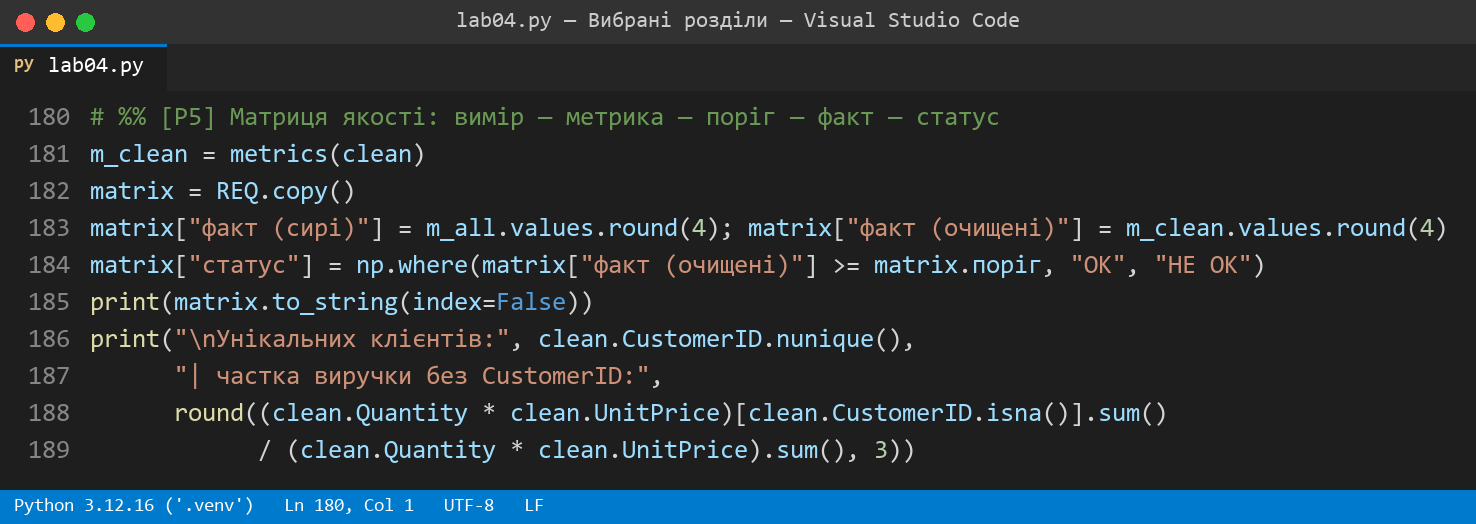 lab04.py — Вибрані розділи — Visual Studio Code
py lab04.py
180 # %% [P5] Матриця якості: вимір — метрика — поріг — факт — статус
181 m_clean = metrics(clean)
182 matrix = REQ.copy()
183 matrix["факт (сирі)"] = m_all.values.round(4); matrix["факт (очищені)"] = m_clean.values.round(4)
184 matrix["статус"] = np.where(matrix["факт (очищені)"] >= matrix.поріг, "OK", "НЕ OK")
185 print(matrix.to_string(index=False))
186 print("\nУнікальних клієнтів:", clean.CustomerID.nunique(),
187       "| частка виручки без CustomerID:",
188       round((clean.Quantity * clean.UnitPrice)[clean.CustomerID.isna()].sum()
189             / (clean.Quantity * clean.UnitPrice).sum(), 3))
Python 3.12.16 ('.venv') Ln 180, Col 1 UTF-8 LF